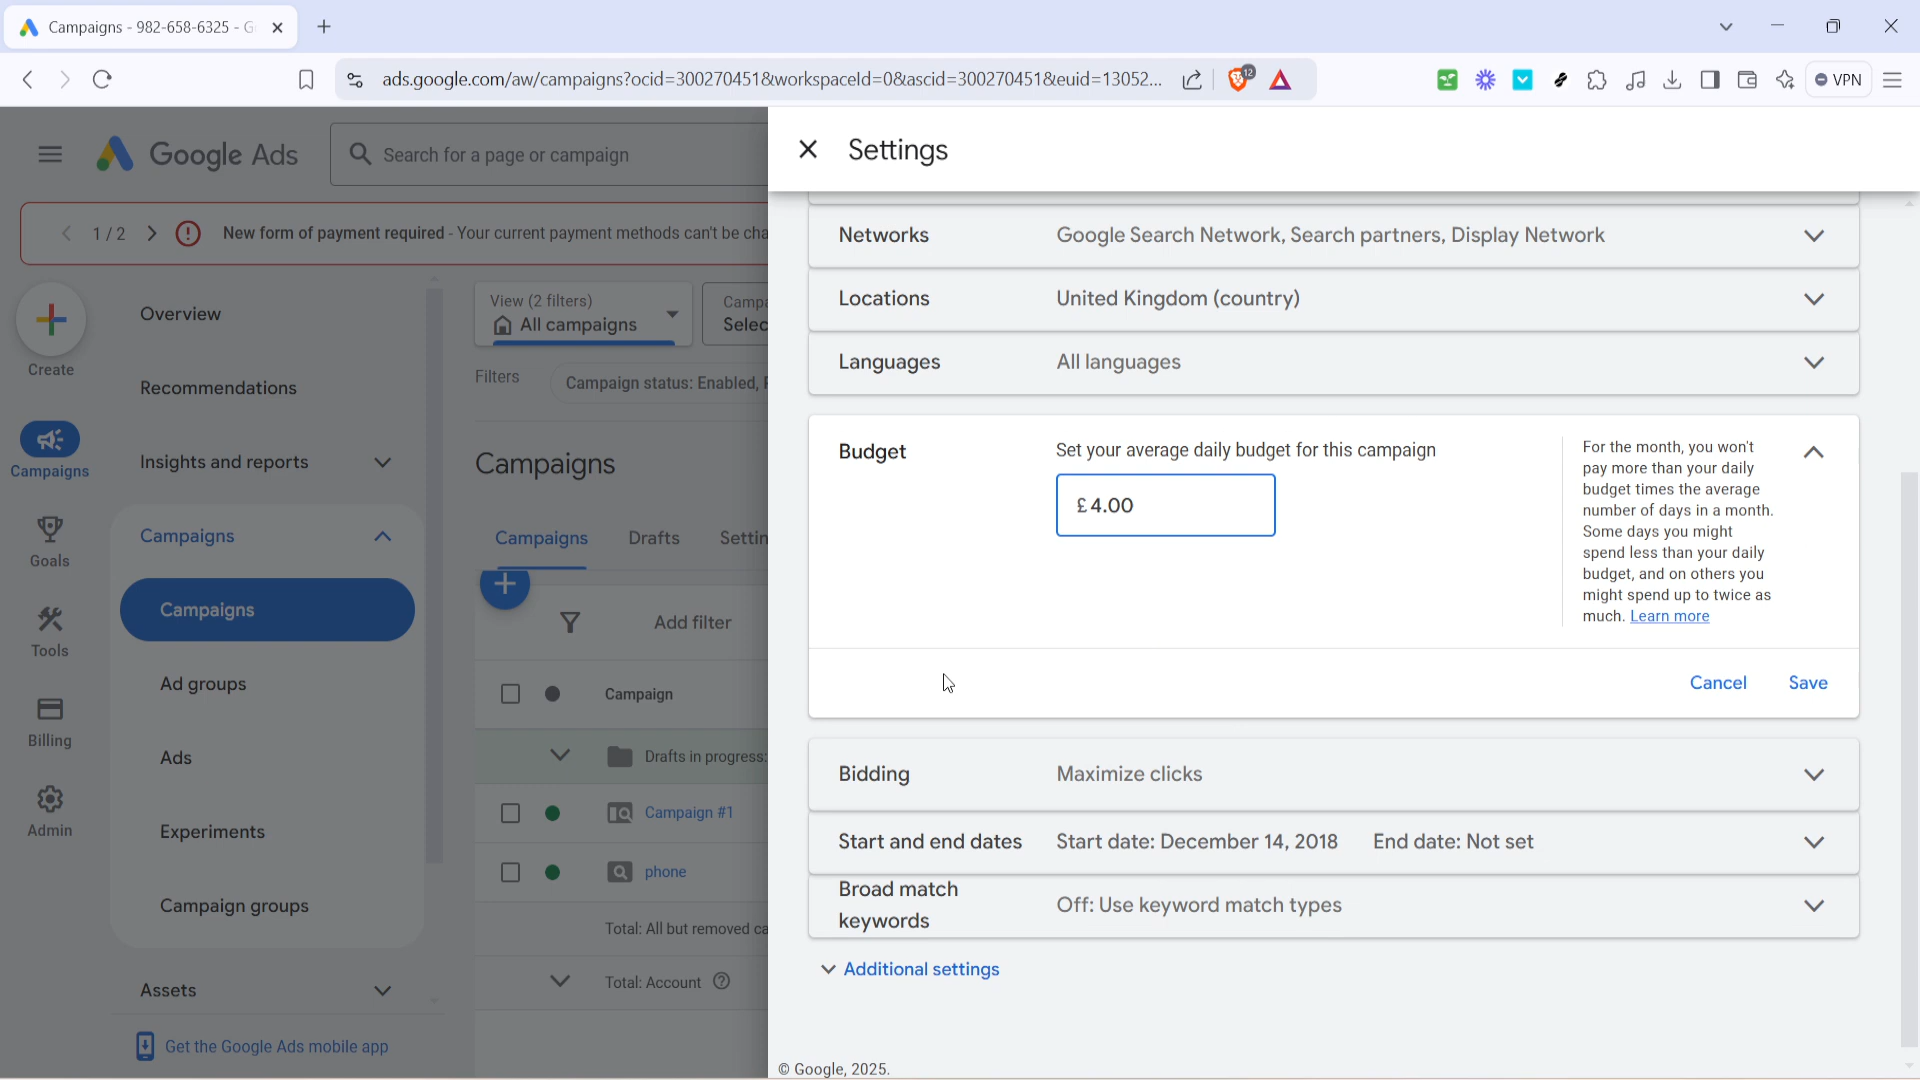 Campaigns - 982-658-6325 - G
ads.google.com/aw/campaigns?ocid=300270451&workspaceId=0&ascid=300270451&euid=13052...
12
VPN
Google Ads
Search for a page or campaign
1 / 2
New form of payment required - Your current payment methods can't be cha
Create
Campaigns
Goals
Tools
Billing
Admin
Overview
Recommendations
Insights and reports
Campaigns
Campaigns
Ad groups
Ads
Experiments
Campaign groups
Assets
Get the Google Ads mobile app
View (2 filters)
All campaigns
Campa
Selec
Filters
Campaign status: Enabled,
Campaigns
Campaigns
Drafts
Settin
Add filter
Campaign
Drafts in progress:
Campaign #1
phone
Total: All but removed ca
Total: Account
Settings
Networks
Google Search Network, Search partners, Display Network
Locations
United Kingdom (country)
Languages
All languages
Budget
Set your average daily budget for this campaign
£4.00
For the month, you won't
pay more than your daily
budget times the average
number of days in a month.
Some days you might
spend less than your daily
budget, and on others you
might spend up to twice as
much. Learn more
Cancel
Save
Bidding
Maximize clicks
Start and end dates
Start date: December 14, 2018
End date: Not set
Broad match
keywords
Off: Use keyword match types
Additional settings
© Google, 2025.